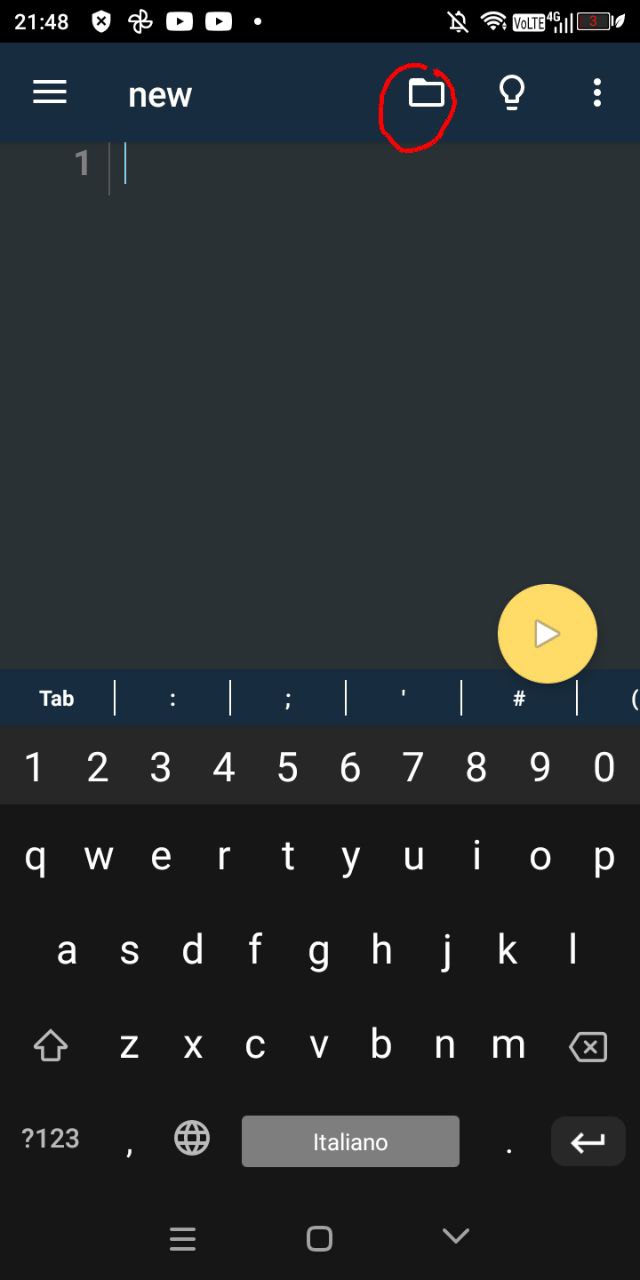 21:48 VoLTE 4G 3
new
1
Tab : ; ' # (
1 2 3 4 5 6 7 8 9 0
q w e r t y u i o p
a s d f g h j k l
z x c v b n m
?123 , Italiano .